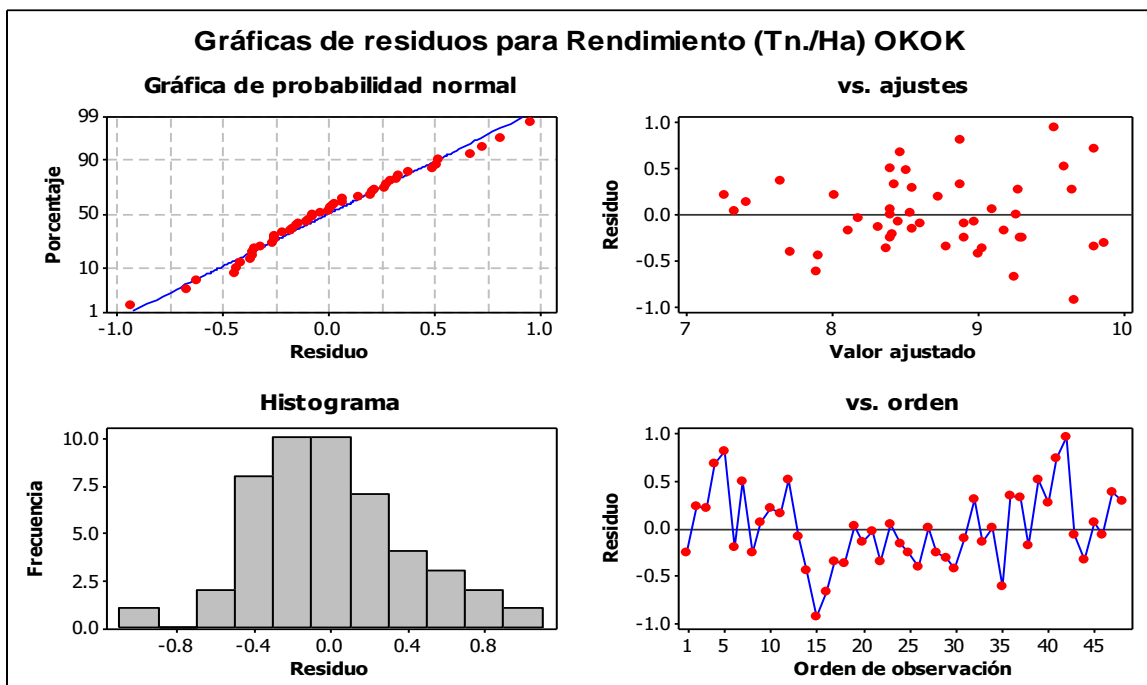 Gráficas de residuos para Rendimiento (Tn./Ha) OKOK
Gráfica de probabilidad normal
99
90
50
10
1
Porcentaje
-1.0 -0.5 0.0 0.5 1.0
Residuo
vs. ajustes
1.0
0.5
0.0
-0.5
-1.0
Residuo
7 8 9 10
Valor ajustado
Histograma
10.0
7.5
5.0
2.5
0.0
Frecuencia
-0.8 -0.4 0.0 0.4 0.8
Residuo
vs. orden
1.0
0.5
0.0
-0.5
-1.0
Residuo
1 5 10 15 20 25 30 35 40 45
Orden de observación